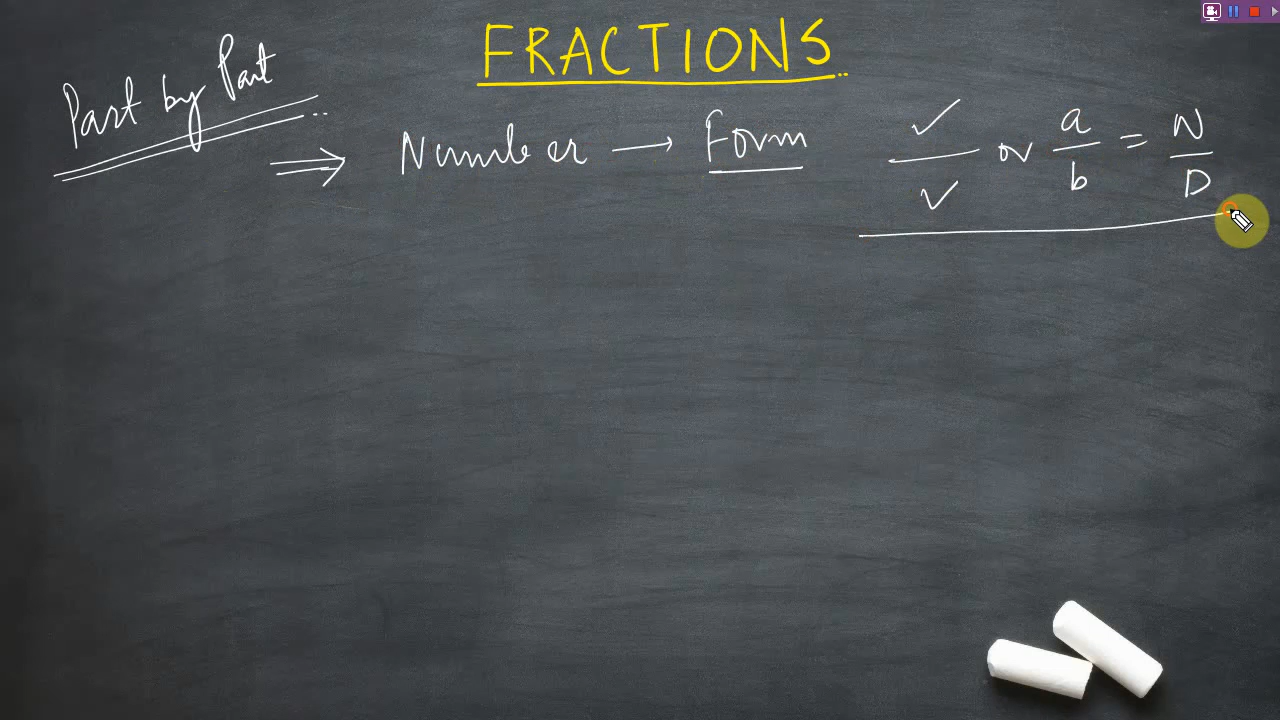 FRACTIONS
Part by Part
⇒ Number → Form ✓/✓ or a/b = N/D